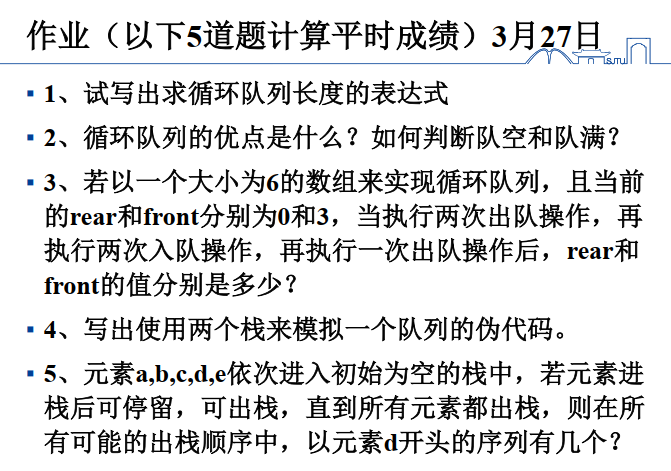 作业（以下5道题计算平时成绩）3月27日
SJTU
▪ 1、试写出求循环队列长度的表达式
▪ 2、循环队列的优点是什么？如何判断队空和队满？
▪ 3、若以一个大小为6的数组来实现循环队列，且当前
的rear和front分别为0和3，当执行两次出队操作，再
执行两次入队操作，再执行一次出队操作后，rear和
front的值分别是多少？
▪ 4、写出使用两个栈来模拟一个队列的伪代码。
▪ 5、元素a,b,c,d,e依次进入初始为空的栈中，若元素进
栈后可停留，可出栈，直到所有元素都出栈，则在所
有可能的出栈顺序中，以元素d开头的序列有几个？